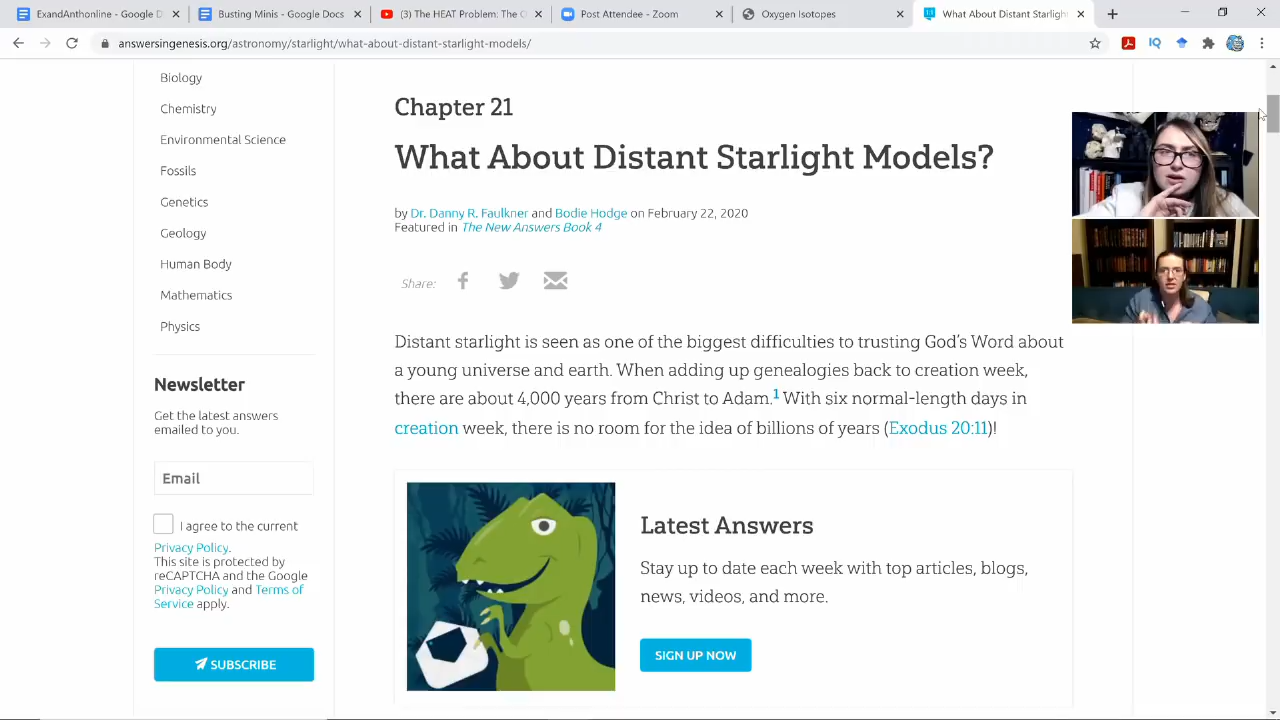 ExandAnthonline - Google D
Bunting Minis - Google Docs
(3) The HEAT Problem: The C
Post Attendee - Zoom
Oxygen Isotopes
What About Distant Starligh
answersingenesis.org/astronomy/starlight/what-about-distant-starlight-models/
IQ
Biology
Chemistry
Environmental Science
Fossils
Genetics
Geology
Human Body
Mathematics
Physics
Newsletter
Get the latest answers
emailed to you.
Email
I agree to the current
Privacy Policy.
This site is protected by
reCAPTCHA and the Google
Privacy Policy and Terms of
Service apply.
SUBSCRIBE
Chapter 21
What About Distant Starlight Models?
by Dr. Danny R. Faulkner and Bodie Hodge on February 22, 2020
Featured in The New Answers Book 4
Share:
Distant starlight is seen as one of the biggest difficulties to trusting God's Word about
a young universe and earth. When adding up genealogies back to creation week,
there are about 4,000 years from Christ to Adam.1 With six normal-length days in
creation week, there is no room for the idea of billions of years (Exodus 20:11)!
Latest Answers
Stay up to date each week with top articles, blogs,
news, videos, and more.
SIGN UP NOW